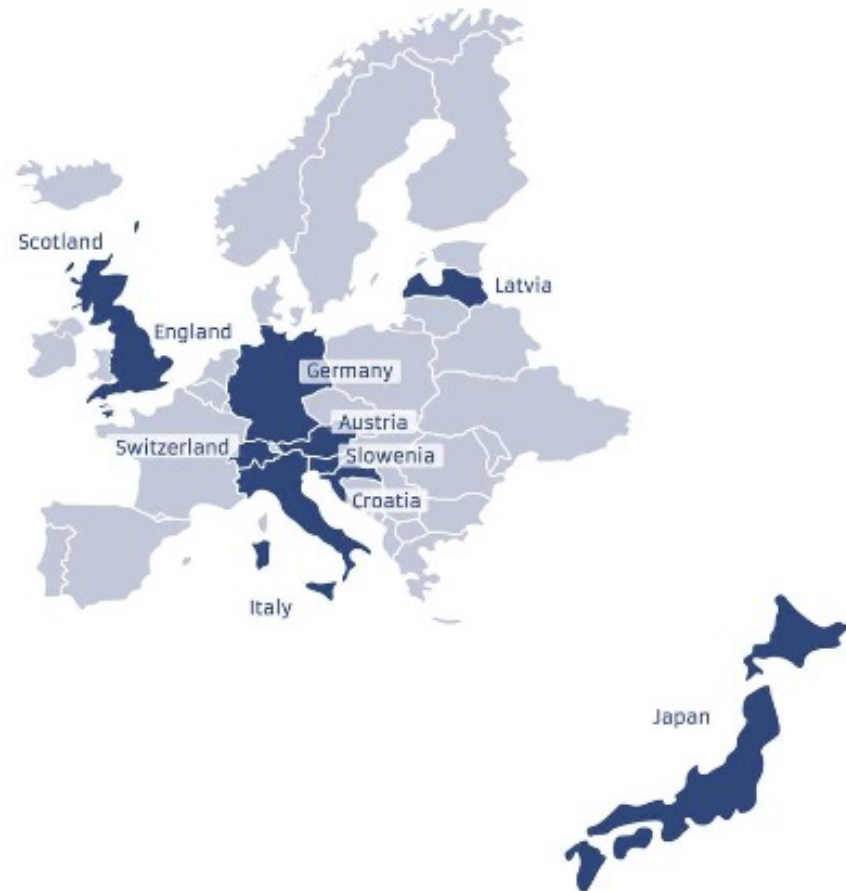 Scotland
Latvia
England
Germany
Austria
Switzerland
Slowenia
Croatia
Italy
Japan